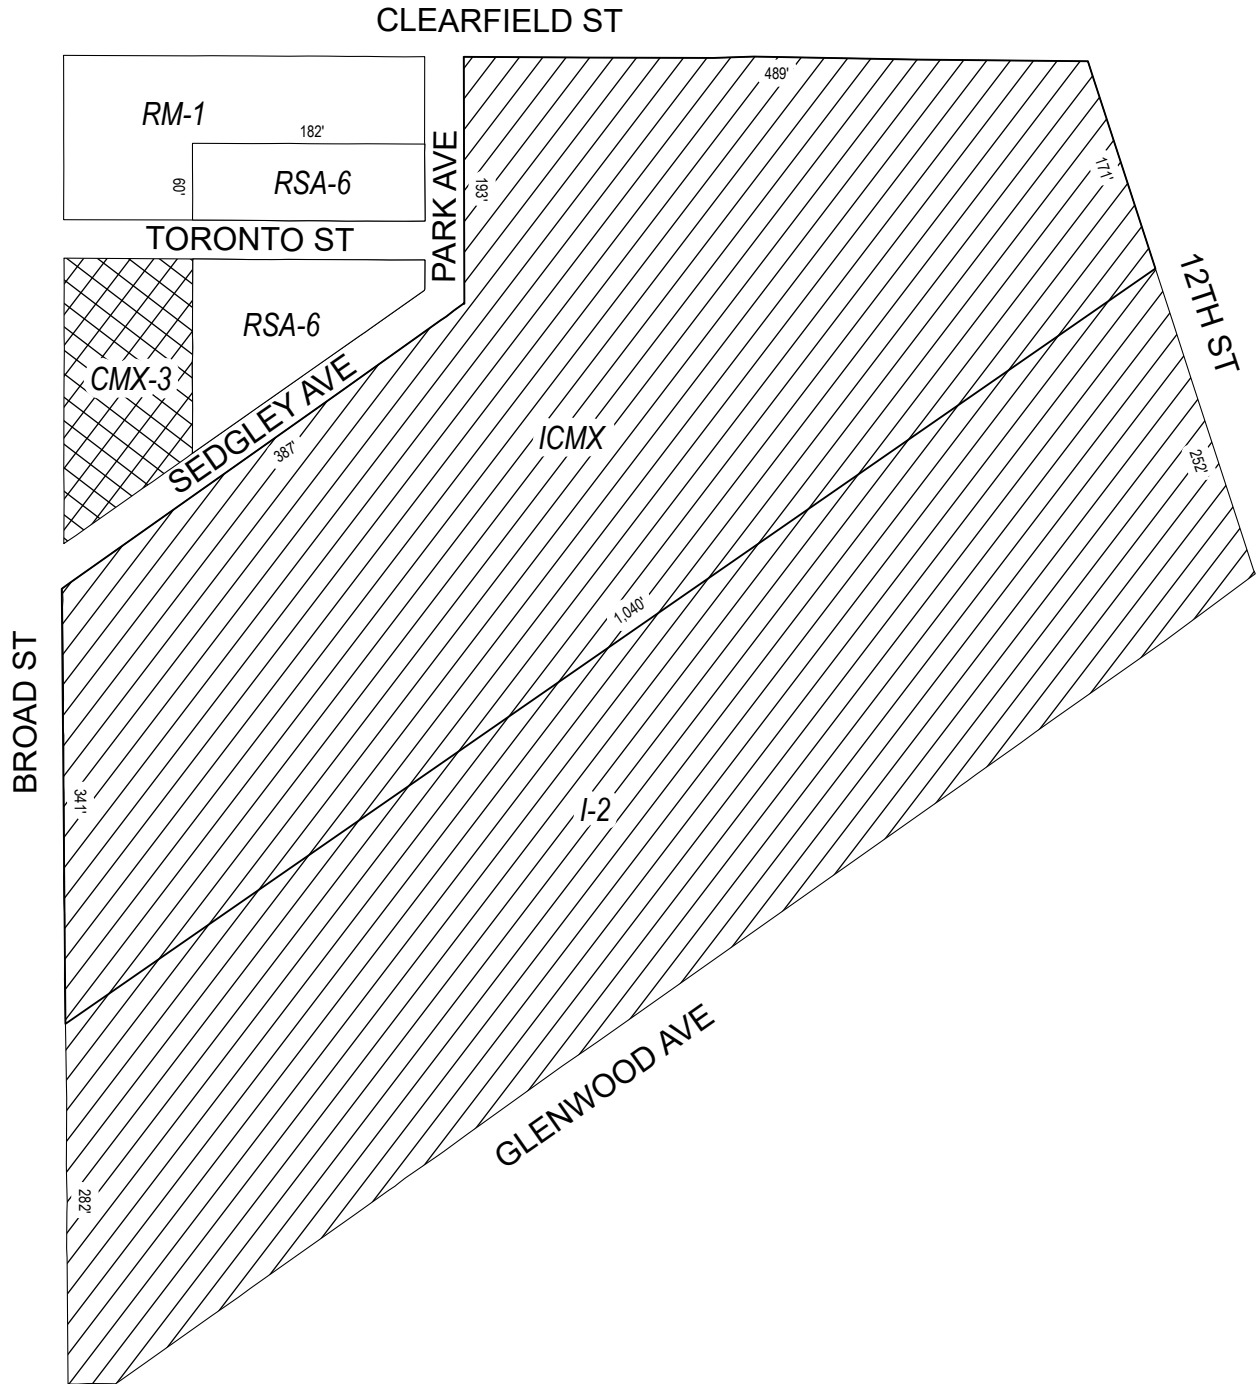 CLEARFIELD ST
489'
RM-1
182'
60'
RSA-6
PARK AVE
193'
171'
TORONTO ST
12TH ST
RSA-6
CMX-3
SEDGLEY AVE
387'
ICMX
252'
1,040'
BROAD ST
341'
I-2
GLENWOOD AVE
282'